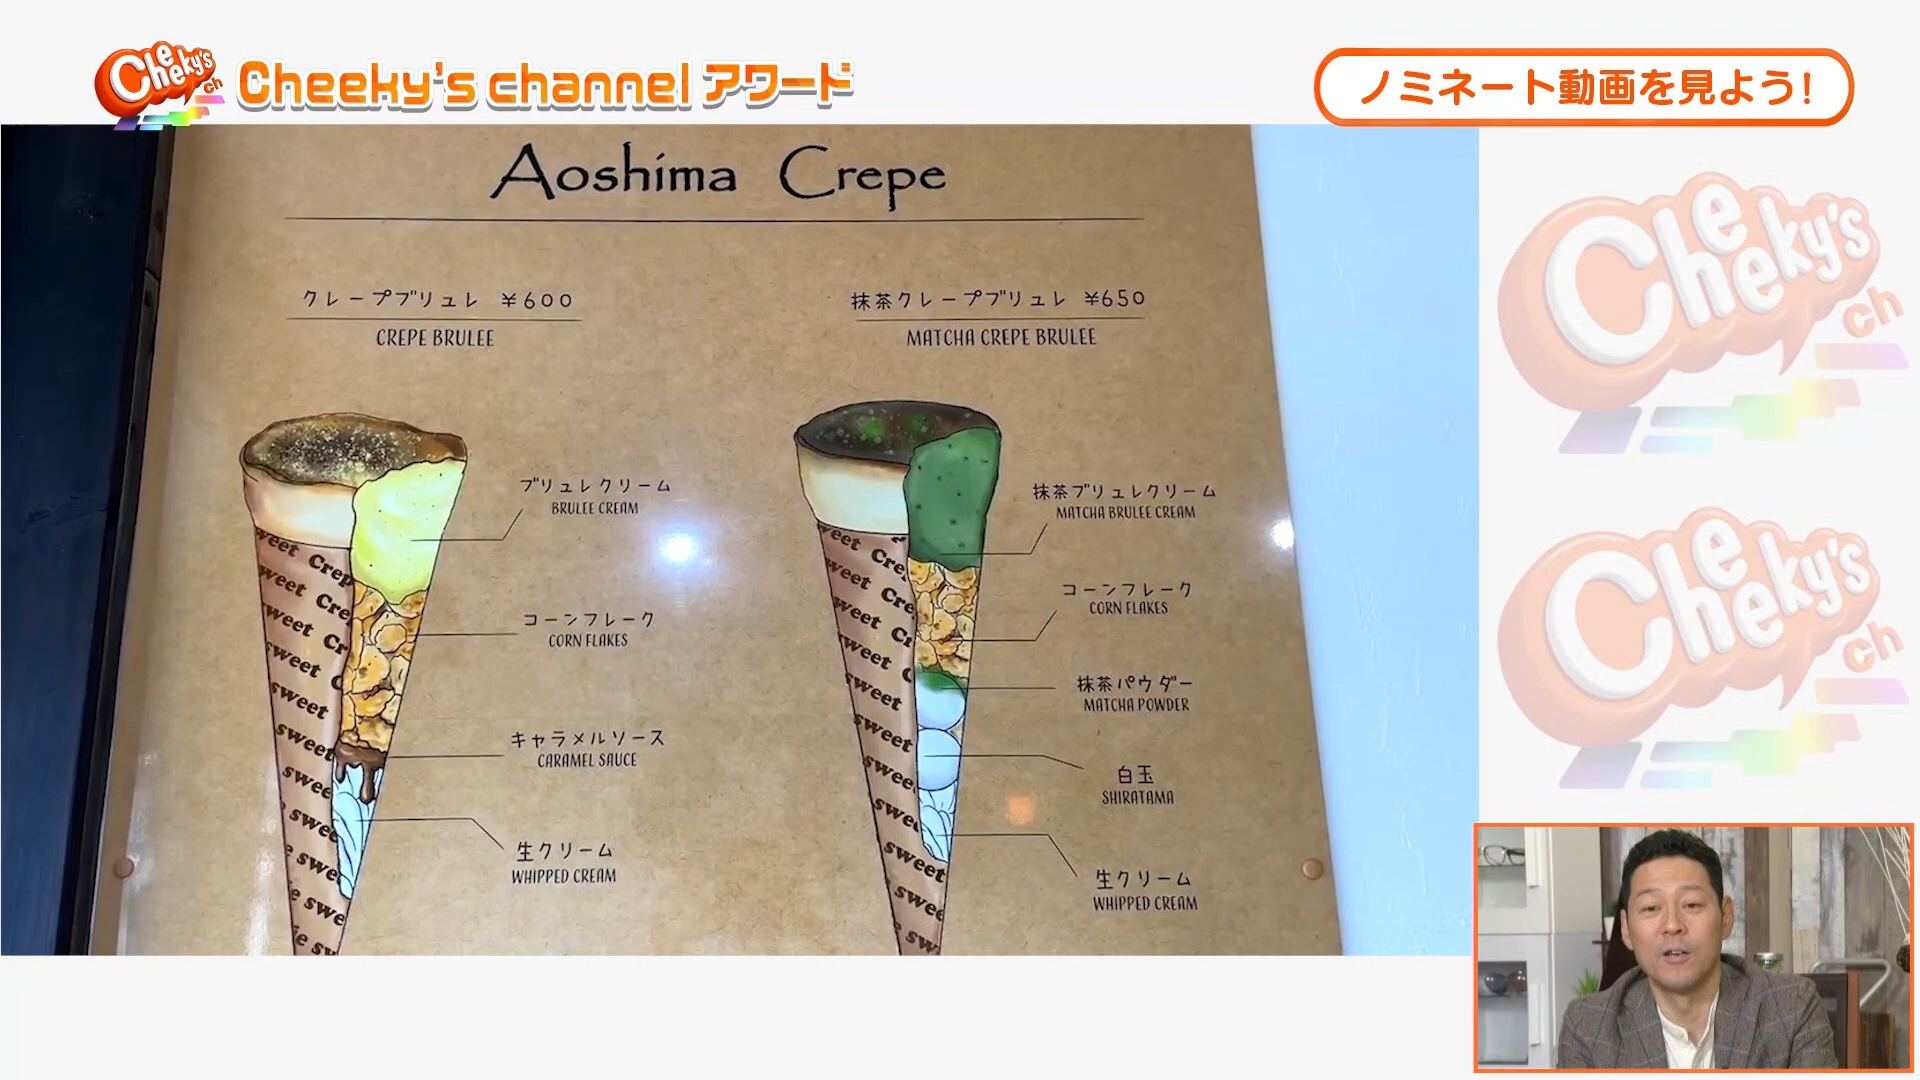 Cheeky's ch
Cheeky's channel アワード
ノミネート動画を見よう!
Aoshima Crepe
クレープブリュレ ¥600
CREPE BRULEE
抹茶クレープブリュレ ¥650
MATCHA CREPE BRULEE
ブリュレクリーム
BRULEE CREAM
コーンフレーク
CORN FLAKES
キャラメルソース
CARAMEL SAUCE
生クリーム
WHIPPED CREAM
抹茶ブリュレクリーム
MATCHA BRULEE CREAM
コーンフレーク
CORN FLAKES
抹茶パウダー
MATCHA POWDER
白玉
SHIRATAMA
生クリーム
WHIPPED CREAM
Cheeky's ch
Cheeky's ch